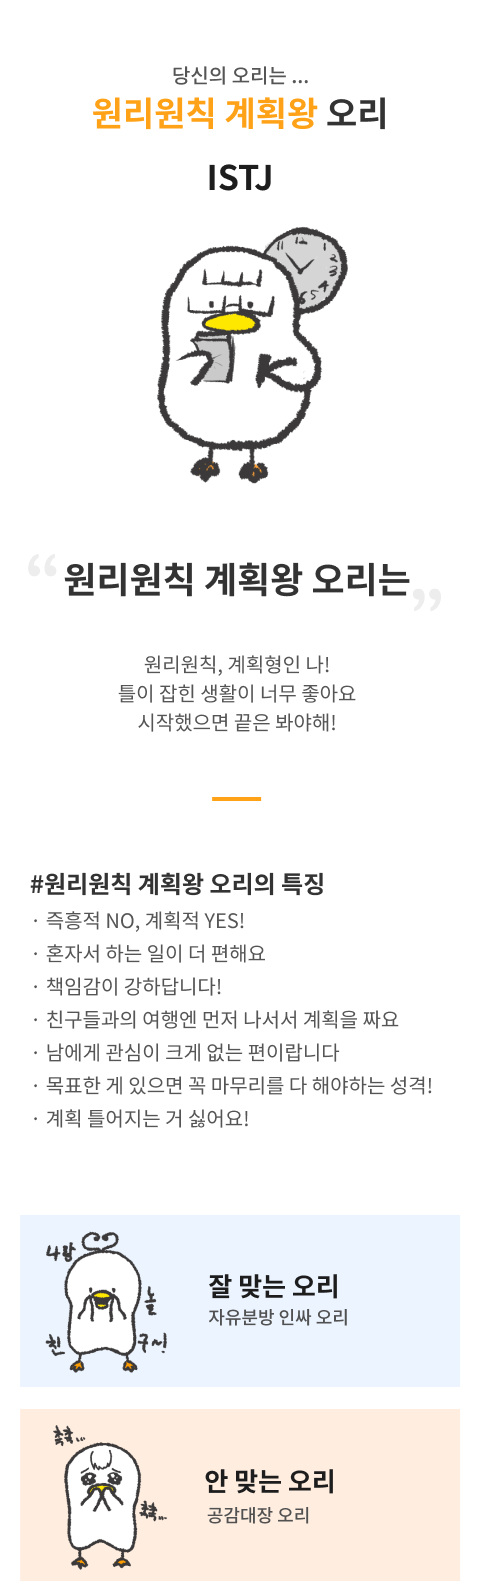 당신의 오리는 ...
원리원칙 계획왕 오리
ISTJ
“원리원칙 계획왕 오리는”
원리원칙, 계획형인 나!
틀이 잡힌 생활이 너무 좋아요
시작했으면 끝은 봐야해!
#원리원칙 계획왕 오리의 특징
· 즉흥적 NO, 계획적 YES!
· 혼자서 하는 일이 더 편해요
· 책임감이 강하답니다!
· 친구들과의 여행엔 먼저 나서서 계획을 짜요
· 남에게 관심이 크게 없는 편이랍니다
· 목표한 게 있으면 꼭 마무리를 다 해야하는 성격!
· 계획 틀어지는 거 싫어요!
나랑
놀
친
구~!
잘 맞는 오리
자유분방 인싸 오리
촉촉...
촉촉...
안 맞는 오리
공감대장 오리